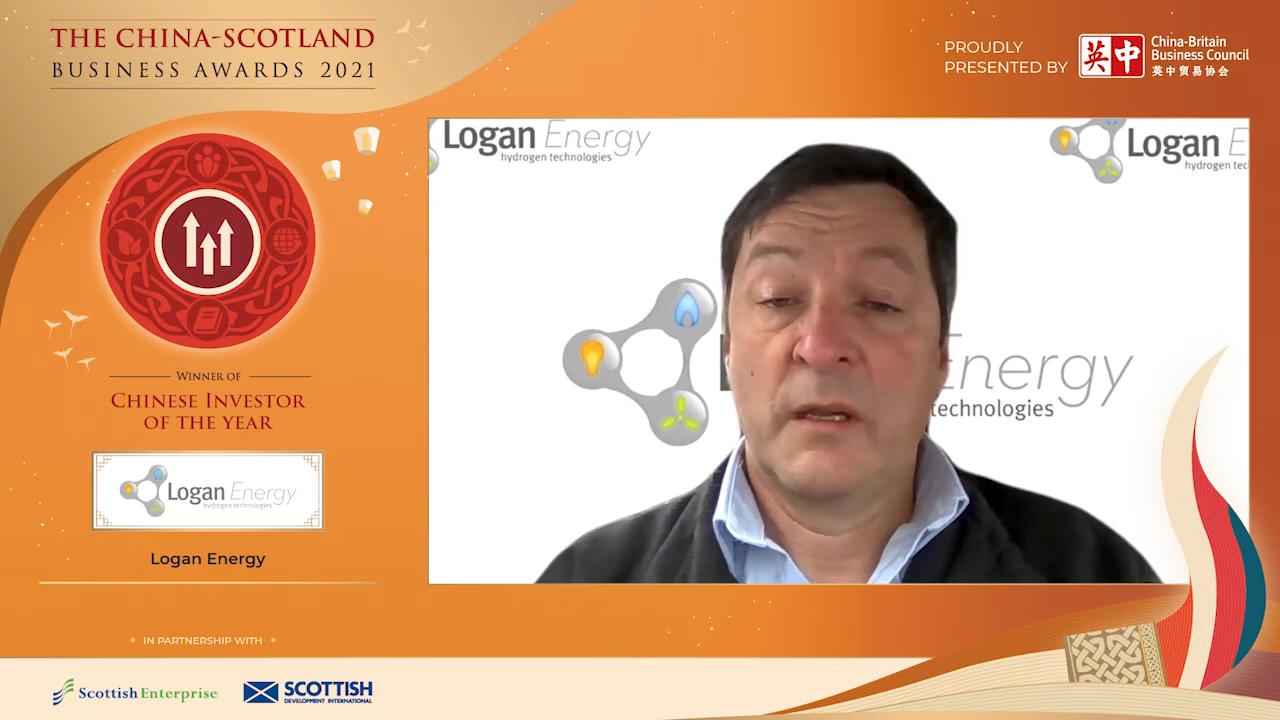 THE CHINA-SCOTLAND
BUSINESS AWARDS 2021
PROUDLY
PRESENTED BY
英中
China-Britain
Business Council
英中贸易协会
Logan Energy
hydrogen technologies
Logan E
hydrogen tec
Energy
technologies
WINNER OF
CHINESE INVESTOR
OF THE YEAR
Logan Energy
hydrogen technologies
Logan Energy
IN PARTNERSHIP WITH
Scottish Enterprise
SCOTTISH
DEVELOPMENT INTERNATIONAL